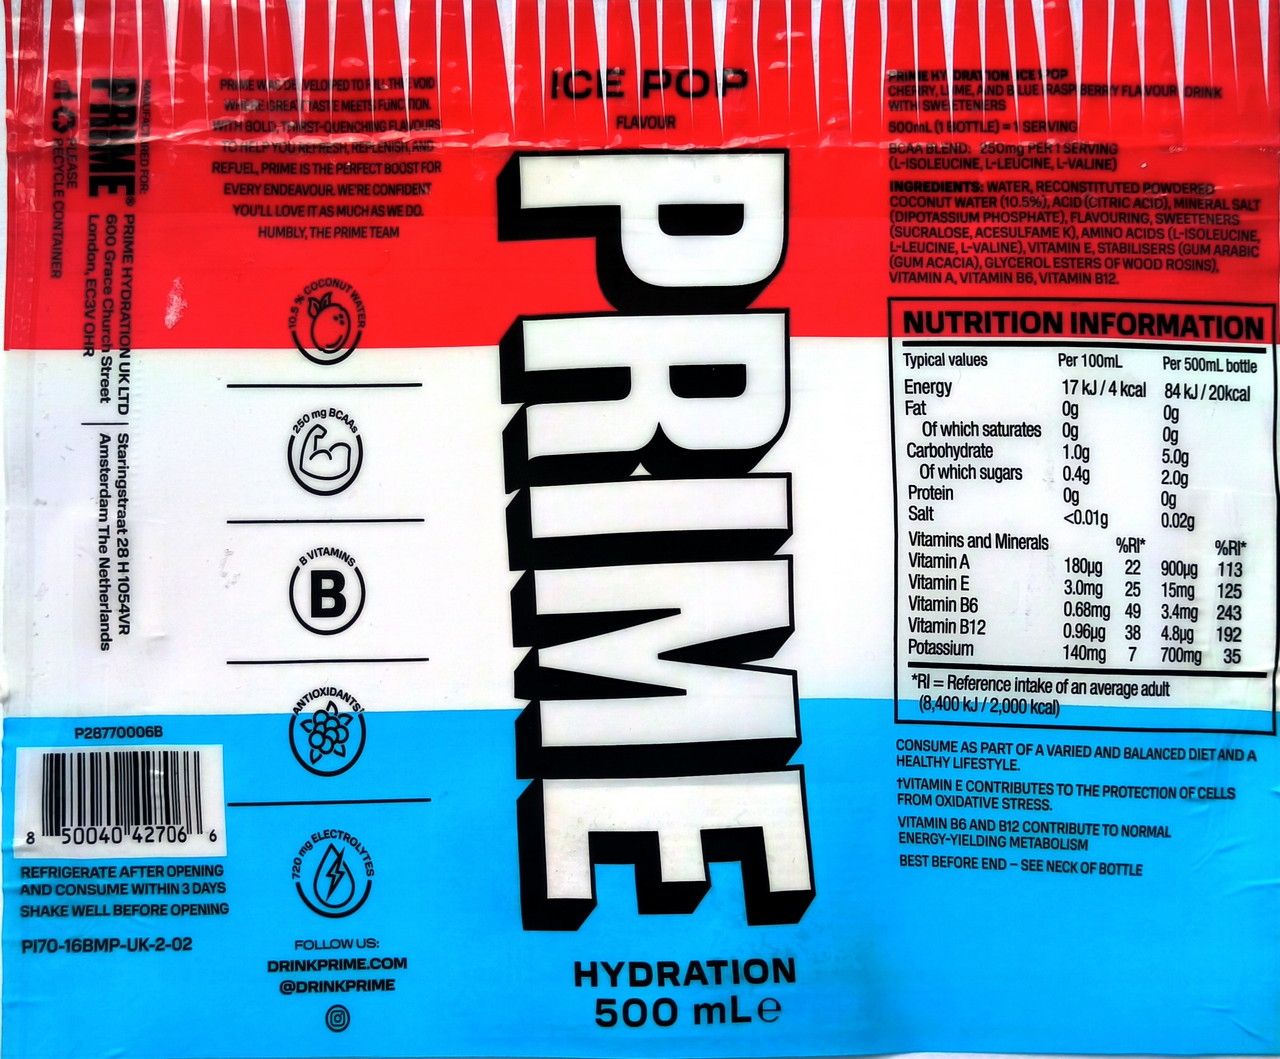 MANUFACTURED FOR:
PRIME®
PRIME HYDRATION UK LTD
600 Grace Church Street
London, EC3V OHR
Staringstraat 28 H 1054VR
Amsterdam The Netherlands
PLEASE
RECYCLE CONTAINER
P28770006B
8 50040 42706 6
REFRIGERATE AFTER OPENING
AND CONSUME WITHIN 3 DAYS
SHAKE WELL BEFORE OPENING
PI70-16BMP-UK-2-02
PRIME WAS DEVELOPED TO FILL THE VOID
WHERE GREAT TASTE MEETS FUNCTION.
WITH BOLD, THIRST-QUENCHING FLAVOURS
TO HELP YOU REFRESH, REPLENISH, AND
REFUEL, PRIME IS THE PERFECT BOOST FOR
EVERY ENDEAVOUR. WE'RE CONFIDENT
YOU'LL LOVE IT AS MUCH AS WE DO.
HUMBLY, THE PRIME TEAM
10.5 % COCONUT WATER
250 mg BCAAs
B VITAMINS
B
ANTIOXIDANTS†
720 mg ELECTROLYTES
FOLLOW US:
DRINKPRIME.COM
@DRINKPRIME
ICE POP
FLAVOUR
PRIME
HYDRATION
500 mL e
PRIME HYDRATION ICE POP
CHERRY, LIME, AND BLUE RASPBERRY FLAVOUR DRINK
WITH SWEETENERS
500mL (1 BOTTLE) = 1 SERVING
BCAA BLEND: 250mg PER 1 SERVING
(L-ISOLEUCINE, L-LEUCINE, L-VALINE)
INGREDIENTS: WATER, RECONSTITUTED POWDERED
COCONUT WATER (10.5%), ACID (CITRIC ACID), MINERAL SALT
(DIPOTASSIUM PHOSPHATE), FLAVOURING, SWEETENERS
(SUCRALOSE, ACESULFAME K), AMINO ACIDS (L-ISOLEUCINE,
L-LEUCINE, L-VALINE), VITAMIN E, STABILISERS (GUM ARABIC
(GUM ACACIA), GLYCEROL ESTERS OF WOOD ROSINS),
VITAMIN A, VITAMIN B6, VITAMIN B12.
NUTRITION INFORMATION
Typical values Per 100mL Per 500mL bottle
Energy 17 kJ / 4 kcal 84 kJ / 20kcal
Fat 0g 0g
Of which saturates 0g 0g
Carbohydrate 1.0g 5.0g
Of which sugars 0.4g 2.0g
Protein 0g 0g
Salt <0.01g 0.02g
Vitamins and Minerals %RI* %RI*
Vitamin A 180µg 22 900µg 113
Vitamin E 3.0mg 25 15mg 125
Vitamin B6 0.68mg 49 3.4mg 243
Vitamin B12 0.96µg 38 4.8µg 192
Potassium 140mg 7 700mg 35
*RI = Reference intake of an average adult
(8,400 kJ / 2,000 kcal)
CONSUME AS PART OF A VARIED AND BALANCED DIET AND A
HEALTHY LIFESTYLE.
†VITAMIN E CONTRIBUTES TO THE PROTECTION OF CELLS
FROM OXIDATIVE STRESS.
VITAMIN B6 AND B12 CONTRIBUTE TO NORMAL
ENERGY-YIELDING METABOLISM
BEST BEFORE END – SEE NECK OF BOTTLE